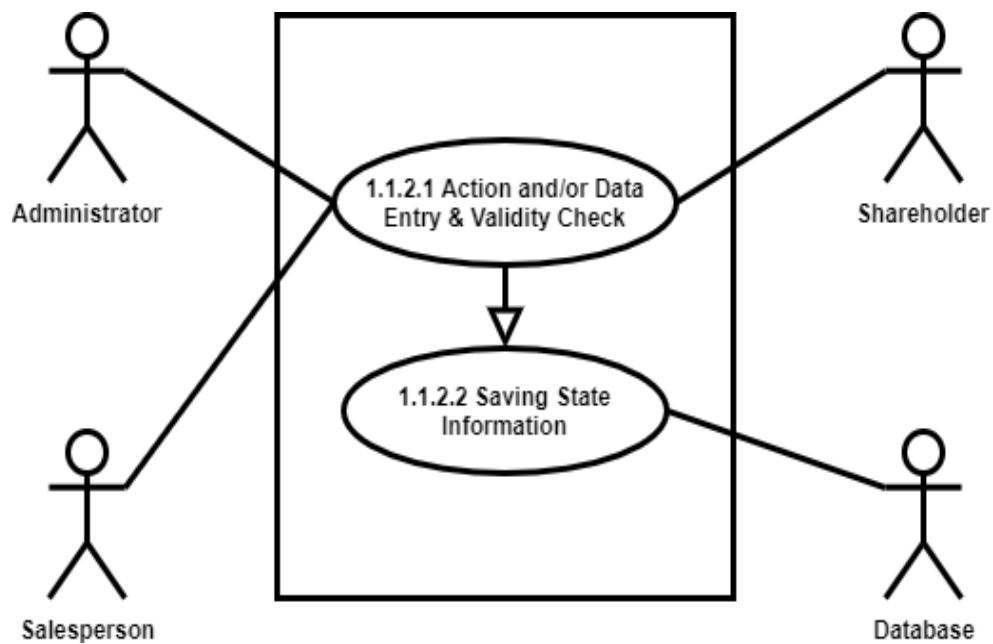 Administrator
Shareholder
1.1.2.1 Action and/or Data
Entry & Validity Check
1.1.2.2 Saving State
Information
Salesperson
Database